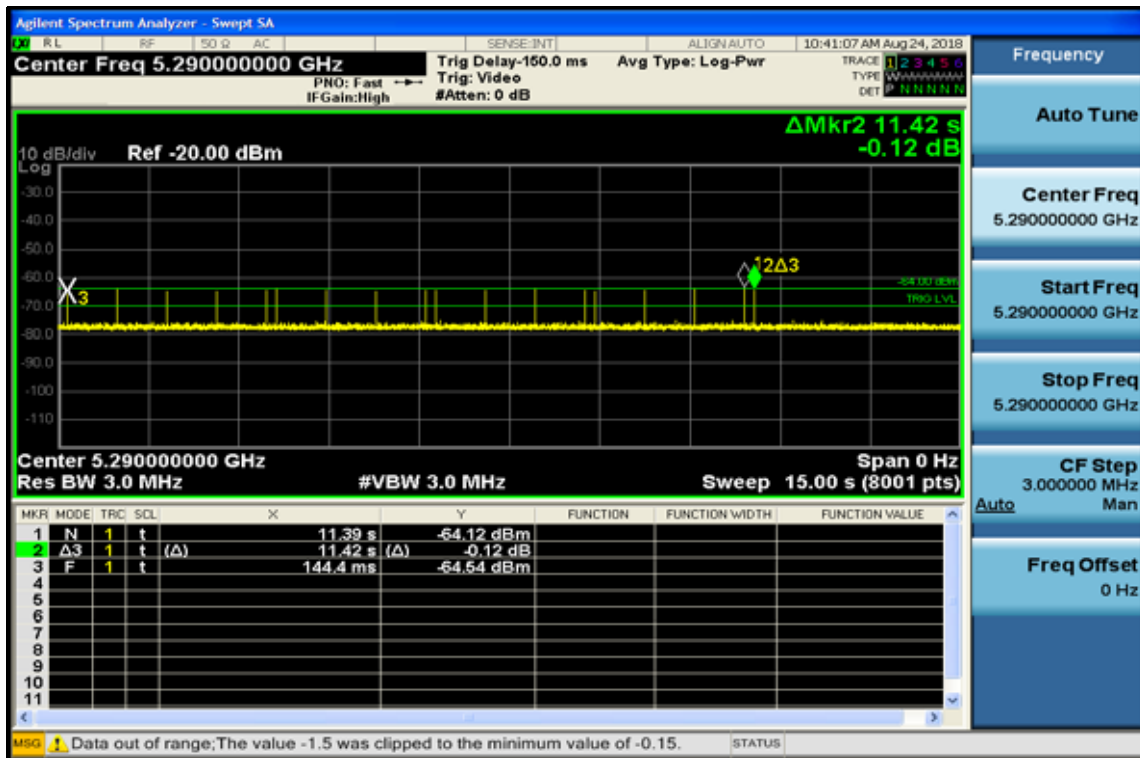 Agilent Spectrum Analyzer - Swept SA
RL RF 50 Ω AC SENSE:INT ALIGNAUTO 10:41:07 AM Aug 24, 2018
Center Freq 5.290000000 GHz Trig Delay-150.0 ms Avg Type: Log-Pwr TRACE 1 2 3 4 5 6
PNO: Fast Trig: Video TYPE
IFGain:High #Atten: 0 dB DET P N N N N N
ΔMkr2 11.42 s
-0.12 dB
10 dB/div Ref -20.00 dBm
Log
-30.0
-40.0
-50.0
-60.0
12Δ3
-64.00 dBm
3
-70.0
TRIG LVL
-80.0
-90.0
-100
-110
Center 5.290000000 GHz Span 0 Hz
Res BW 3.0 MHz #VBW 3.0 MHz Sweep 15.00 s (8001 pts)
MKR MODE TRC SCL X Y FUNCTION FUNCTION WIDTH FUNCTION VALUE
1 N 1 t 11.39 s -64.12 dBm
2 Δ3 1 t (Δ) 11.42 s (Δ) -0.12 dB
3 F 1 t 144.4 ms -64.54 dBm
4
5
6
7
8
9
10
11
MSG Data out of range;The value -1.5 was clipped to the minimum value of -0.15. STATUS
Frequency
Auto Tune
Center Freq
5.290000000 GHz
Start Freq
5.290000000 GHz
Stop Freq
5.290000000 GHz
CF Step
3.000000 MHz
Auto Man
Freq Offset
0 Hz